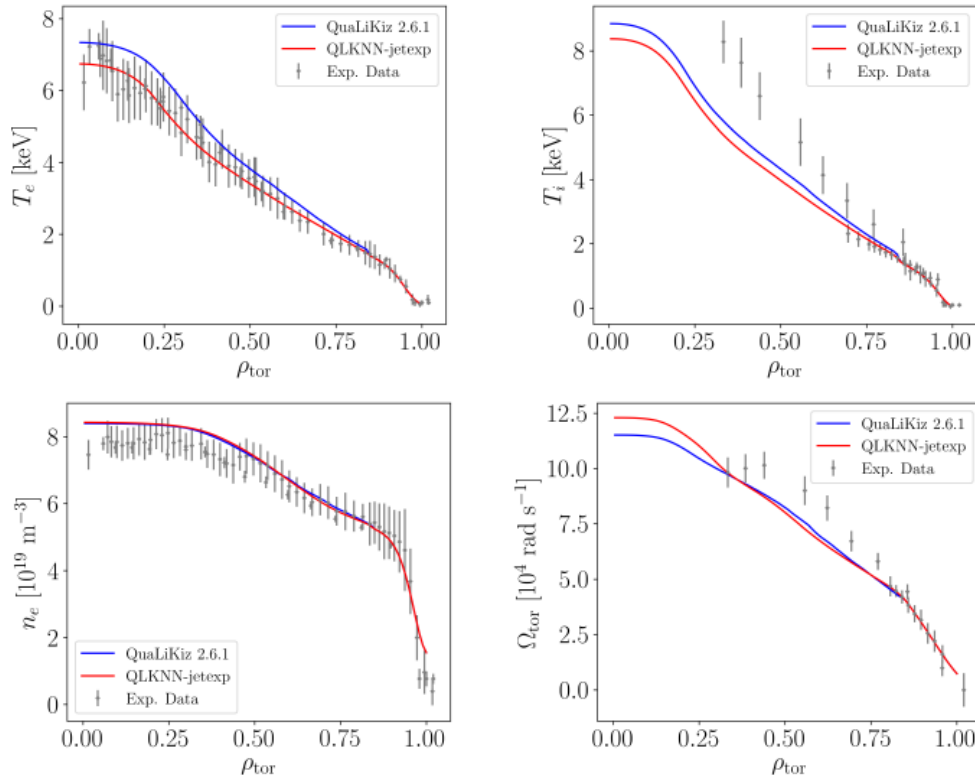 QuaLiKiz 2.6.1
QLKNN-jetexp
Exp. Data
8
6
4
2
0
T_e [keV]
0.00 0.25 0.50 0.75 1.00
ρ_tor
QuaLiKiz 2.6.1
QLKNN-jetexp
Exp. Data
8
6
4
2
0
T_i [keV]
0.00 0.25 0.50 0.75 1.00
ρ_tor
8
6
4
2
0
n_e [10^19 m^−3]
QuaLiKiz 2.6.1
QLKNN-jetexp
Exp. Data
0.00 0.25 0.50 0.75 1.00
ρ_tor
QuaLiKiz 2.6.1
QLKNN-jetexp
Exp. Data
12.5
10.0
7.5
5.0
2.5
0.0
Ω_tor [10^4 rad s^−1]
0.00 0.25 0.50 0.75 1.00
ρ_tor